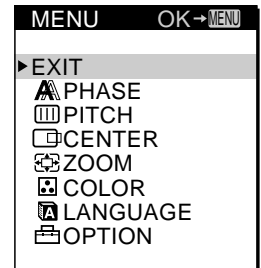 MENU OK→MENU
▶EXIT
PHASE
PITCH
CENTER
ZOOM
COLOR
LANGUAGE
OPTION